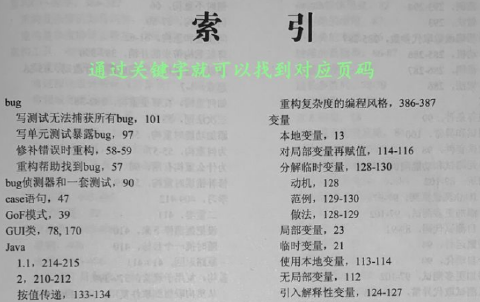 索 引
通过关键字就可以找到对应页码
bug
写测试无法捕获所有bug，101
写单元测试暴露bug，97
修补错误时重构，58-59
重构帮助找到bug，57
bug侦测器和一套测试，90
case语句，47
GoF模式，39
GUI类，78, 170
Java
1.1，214-215
2，210-212
按值传递，133-134
重构复杂度的编程风格，386-387
变量
本地变量，13
对局部变量再赋值，114-116
分解临时变量，128-130
动机，128
范例，129-130
做法，128-129
局部变量，23
临时变量，21
使用本地变量，113-114
无局部变量，112
引入解释性变量，124-127